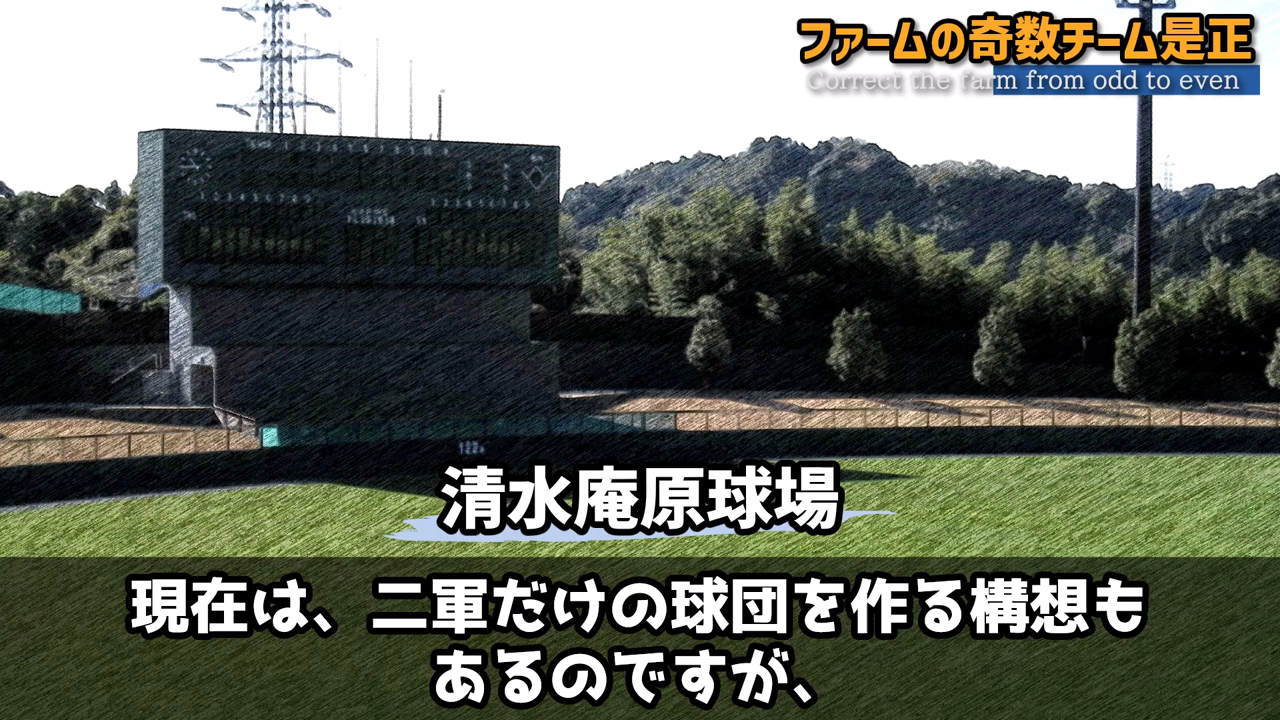 ファームの奇数チーム是正
Correct the farm from odd to even
122m
清水庵原球場
現在は、二軍だけの球団を作る構想も
あるのですが、